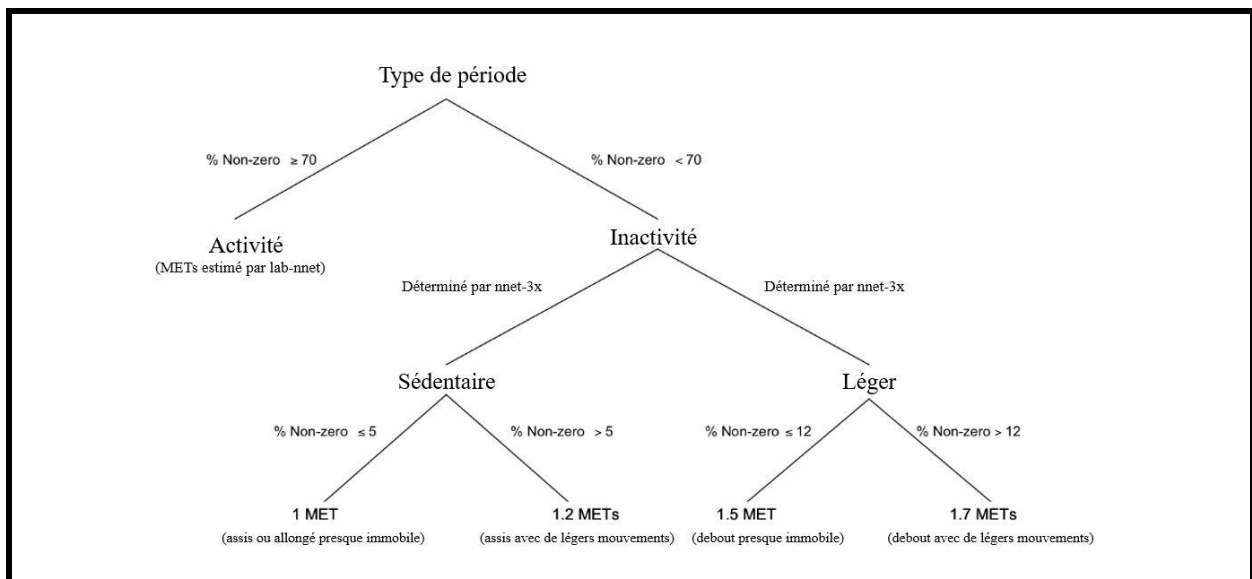 Type de période
% Non-zero ≥ 70
% Non-zero < 70
Activité
(METs estimé par lab-nnet)
Inactivité
Déterminé par nnet-3x
Déterminé par nnet-3x
Sédentaire
Léger
% Non-zero ≤ 5
% Non-zero > 5
% Non-zero ≤ 12
% Non-zero > 12
1 MET
(assis ou allongé presque immobile)
1.2 METs
(assis avec de légers mouvements)
1.5 MET
(debout presque immobile)
1.7 METs
(debout avec de légers mouvements)